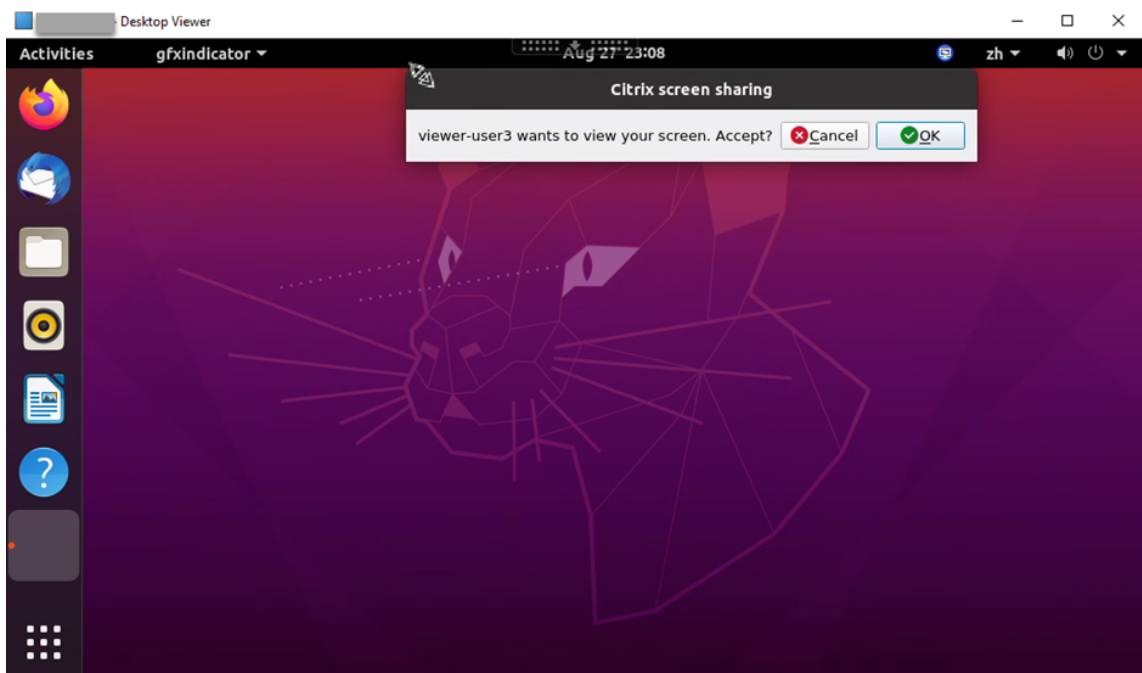 - Desktop Viewer
Activities gfxindicator Aug 27 23:08 zh
Citrix screen sharing
viewer-user3 wants to view your screen. Accept? Cancel OK
?